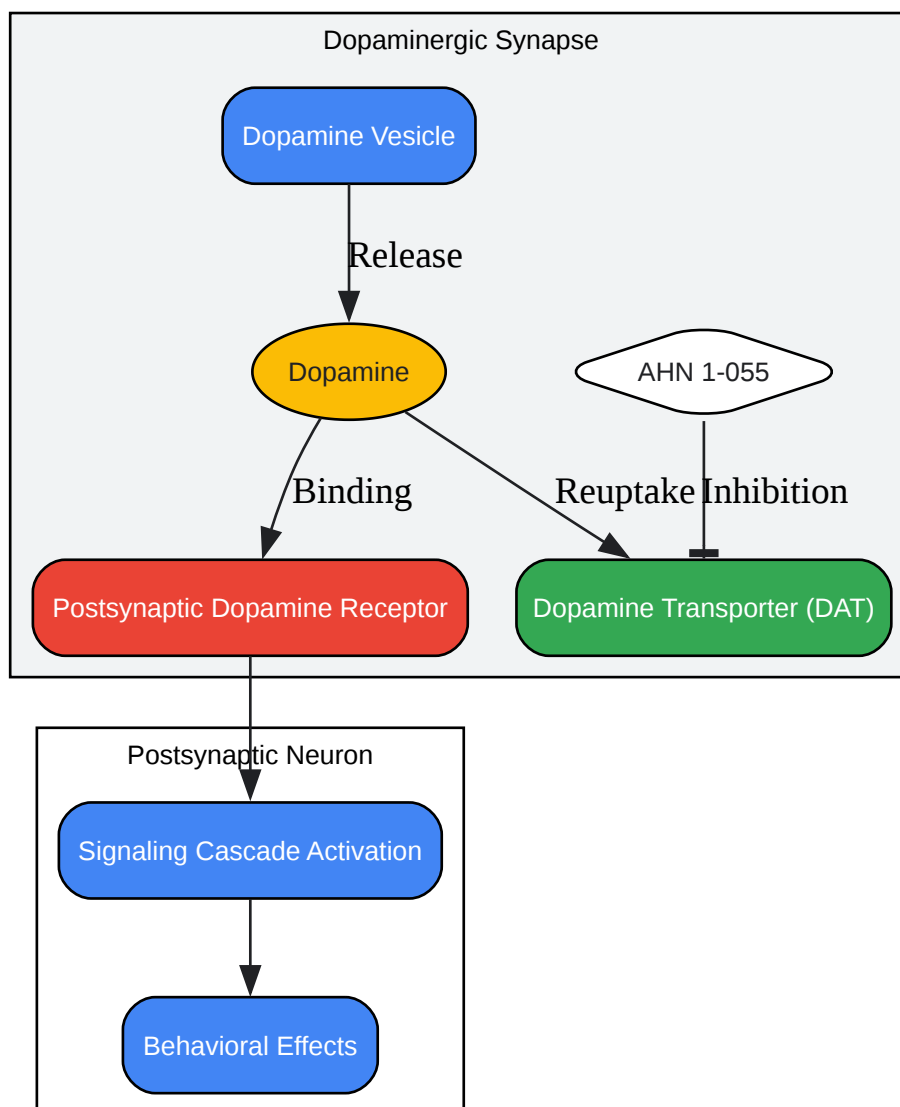 Dopaminergic Synapse
Dopamine Vesicle
Release
Dopamine
AHN 1-055
Binding
Reuptake
Inhibition
Postsynaptic Dopamine Receptor
Dopamine Transporter (DAT)
Postsynaptic Neuron
Signaling Cascade Activation
Behavioral Effects